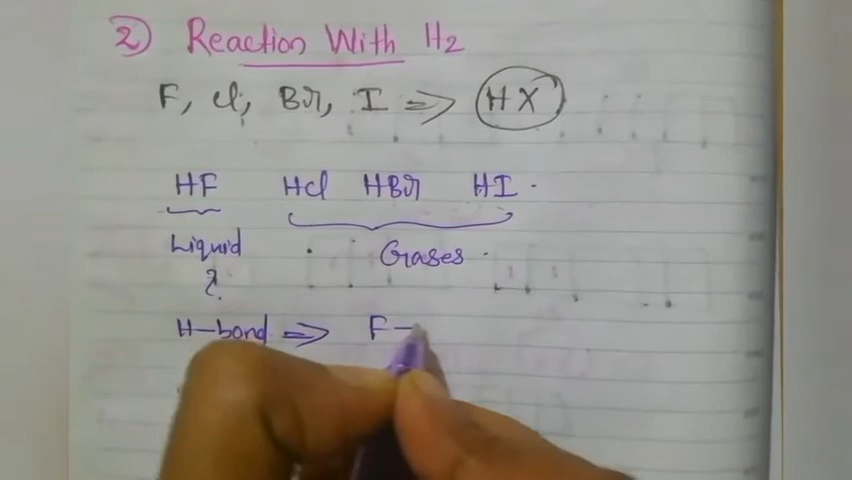 2) Reaction With H2
F, Cl, Br, I => HX
HF HCl HBr HI.
Liquid Gases.
?
H-bond => F-